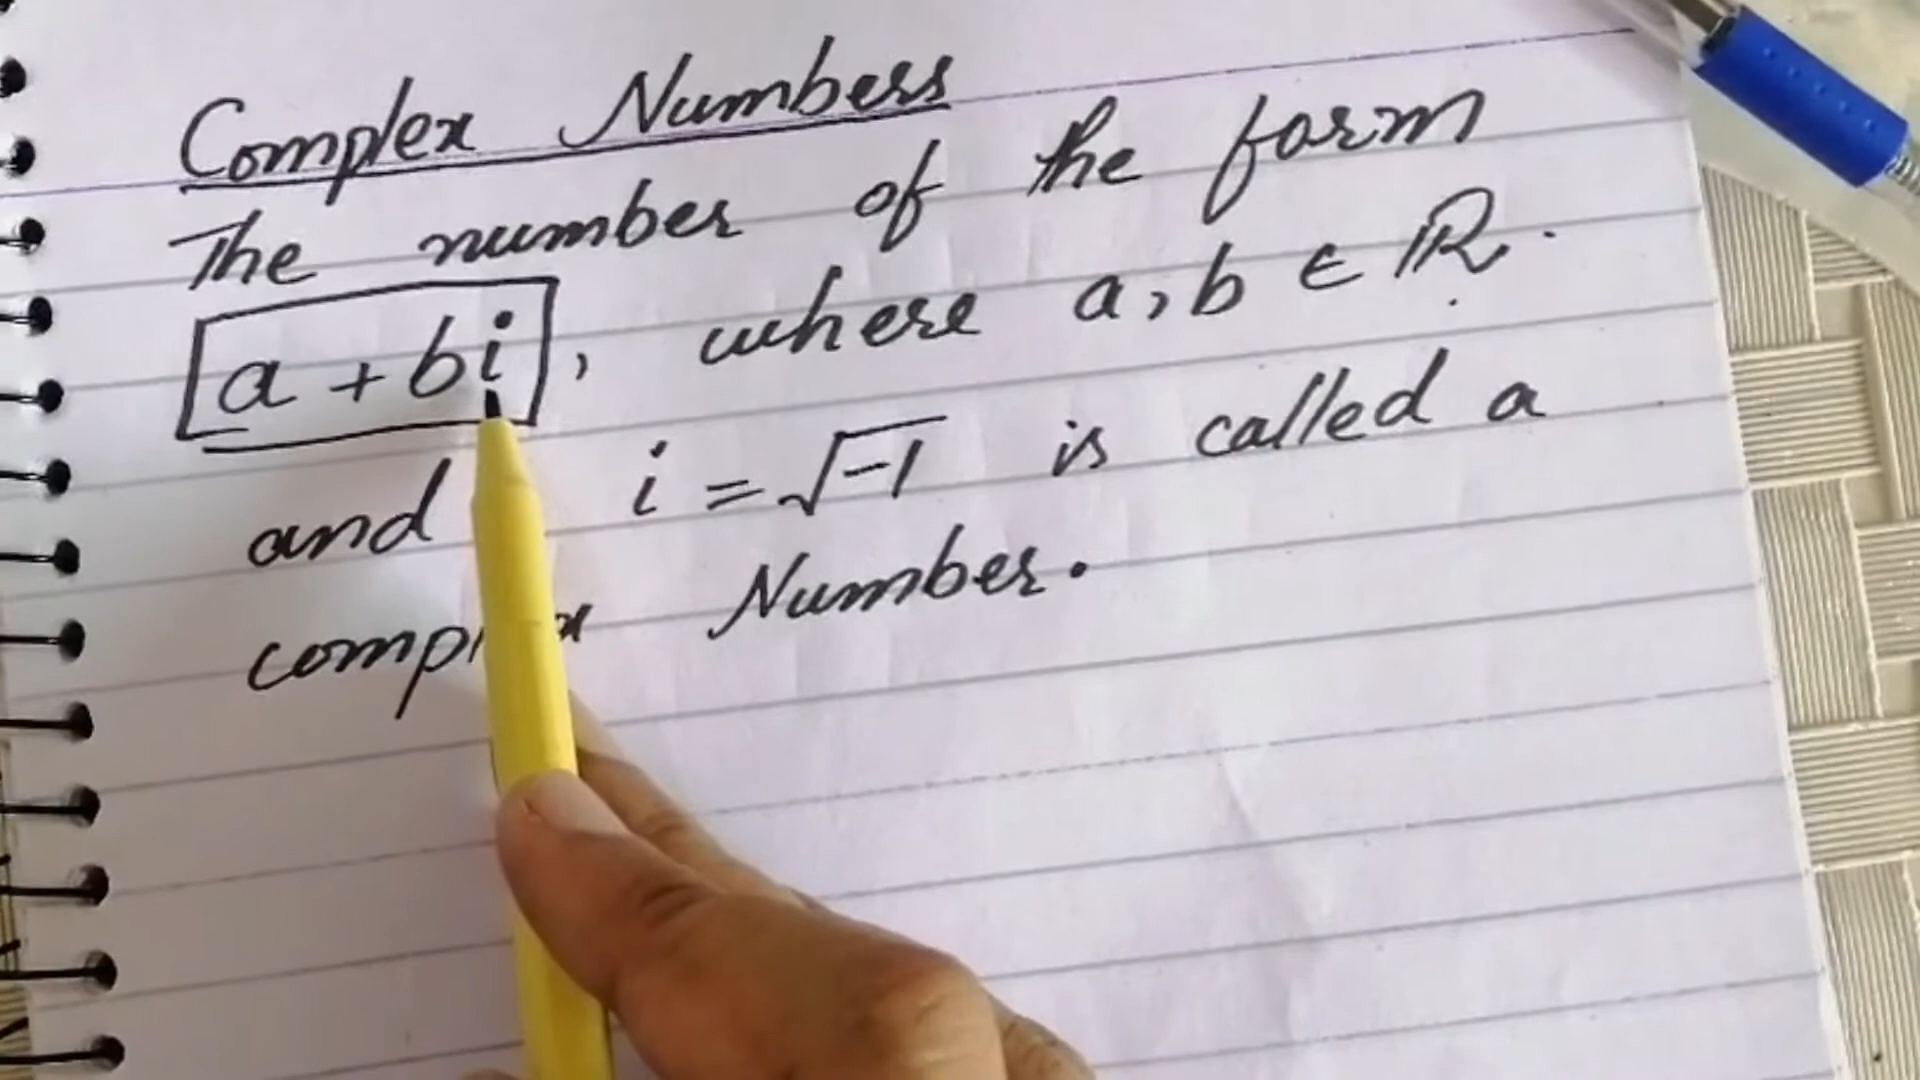 Complex Numbers
The number of the form
a + bi, where a, b ∈ ℝ.
and i = √-1 is called a
Number.